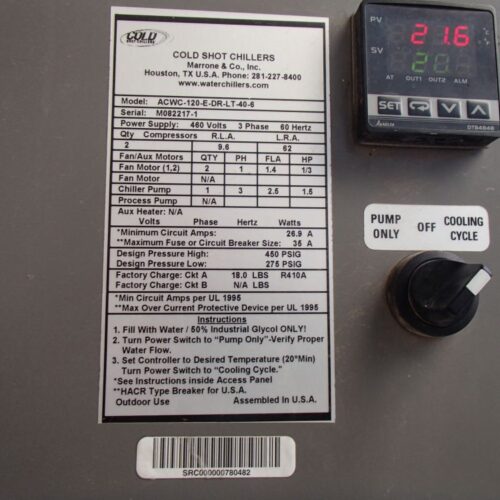 COLD
COLD SHOT CHILLERS
Marrone & Co., Inc.
Houston, TX U.S.A. Phone: 281-227-8400
www.waterchillers.com
Model: ACWC-120-E-DR-LT-40-6
Serial: M082217-1
Power Supply: 460 Volts 3 Phase 60 Hertz
Qty Compressors R.L.A. L.R.A.
2 9.6 62
Fan/Aux Motors QTY PH FLA HP
Fan Motor (1,2) 2 1 1.4 1/3
Fan Motor N/A
Chiller Pump 1 3 2.5 1.5
Process Pump N/A
Aux Heater: N/A
Volts Phase Hertz Watts
*Minimum Circuit Amps: 26.9 A
**Maximum Fuse or Circuit Breaker Size: 35 A
Design Pressure High: 450 PSIG
Design Pressure Low: 275 PSIG
Factory Charge: Ckt A 18.0 LBS R410A
Factory Charge: Ckt B N/A LBS
*Min Circuit Amps per UL 1995
**Max Over Current Protective Device per UL 1995
Instructions
1. Fill With Water / 50% Industrial Glycol ONLY!
2. Turn Power Switch to "Pump Only"-Verify Proper
Water Flow.
3. Set Controller to Desired Temperature (20°Min)
Turn Power Switch to "Cooling Cycle."
*See Instructions inside Access Panel
**HACR Type Breaker for U.S.A.
Outdoor Use Assembled in U.S.A.
SRC000000780482
PV
21.6
SV
20.
AT OUT1 OUT2 ALM
SET
DTB4848
PUMP ONLY OFF COOLING CYCLE